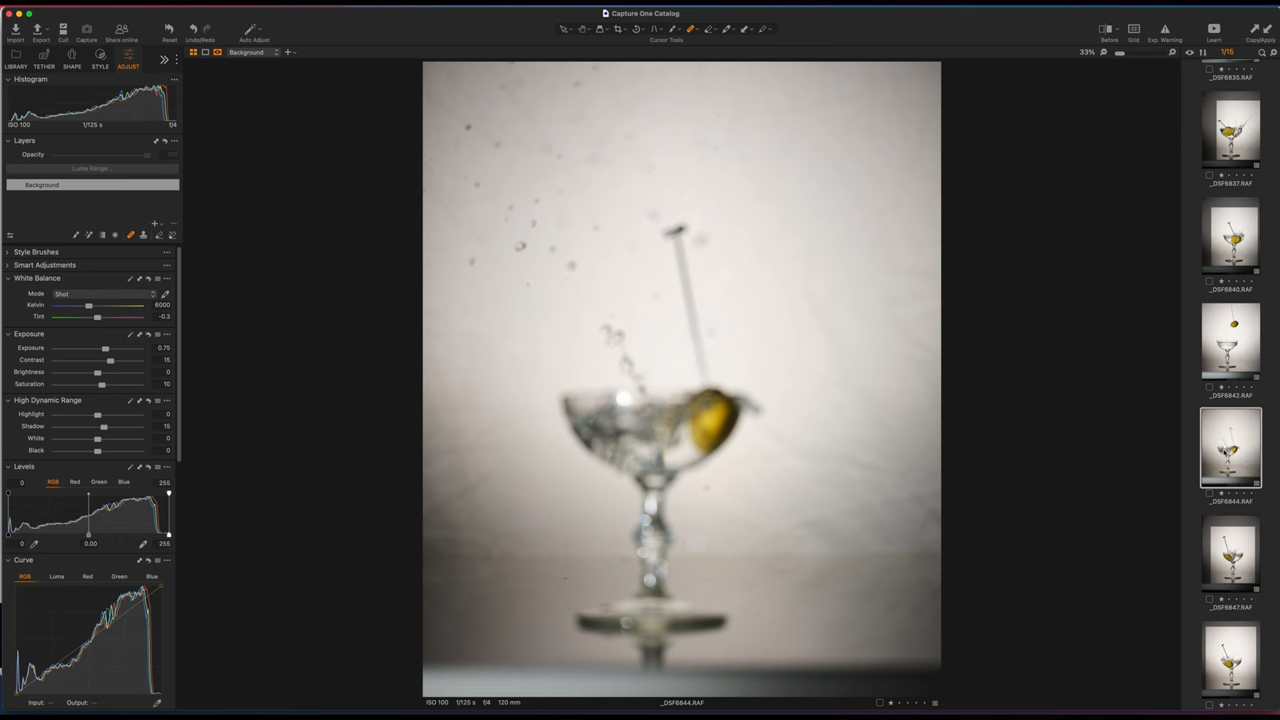 Capture One Catalog
Import Export Cull Capture Share online Reset Undo/Redo Auto Adjust Cursor Tools Before Grid Exp. Warning Learn Copy/Apply
LIBRARY TETHER SHAPE STYLE ADJUST
Background 33% 1/15
Histogram
ISO 100 1/125 s f/4
Layers
Opacity 100
Luma Range...
Background
Style Brushes
Smart Adjustments
White Balance
Mode Shot
Kelvin 6000
Tint -0.3
Exposure
Exposure 0.75
Contrast 15
Brightness 0
Saturation 10
High Dynamic Range
Highlight 0
Shadow 15
White 0
Black 0
Levels
0 RGB Red Green Blue 255
0 0.00 255
Curve
RGB Luma Red Green Blue
Input: -- Output: --
ISO 100 1/125 s f/4 120 mm _DSF6844.RAF
_DSF6835.RAF
_DSF6837.RAF
_DSF6840.RAF
_DSF6842.RAF
_DSF6844.RAF
_DSF6847.RAF